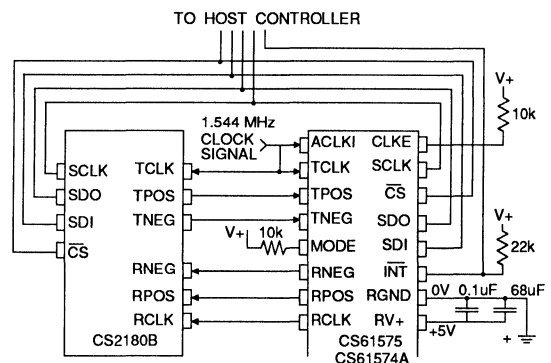 TO HOST CONTROLLER
V+
10k
1.544 MHz
CLOCK
SIGNAL
ACLKI
CLKE
SCLK
TCLK
TCLK
SCLK
SDO
TPOS
TPOS
CS
SDI
TNEG
TNEG
SDO
V+
V+
10k
MODE
SDI
22k
CS
RNEG
RNEG
INT
RPOS
RPOS
RGND
0V
0.1uF
68uF
RCLK
RCLK
RV+
+5V
+
CS2180B
CS61575
CS61574A